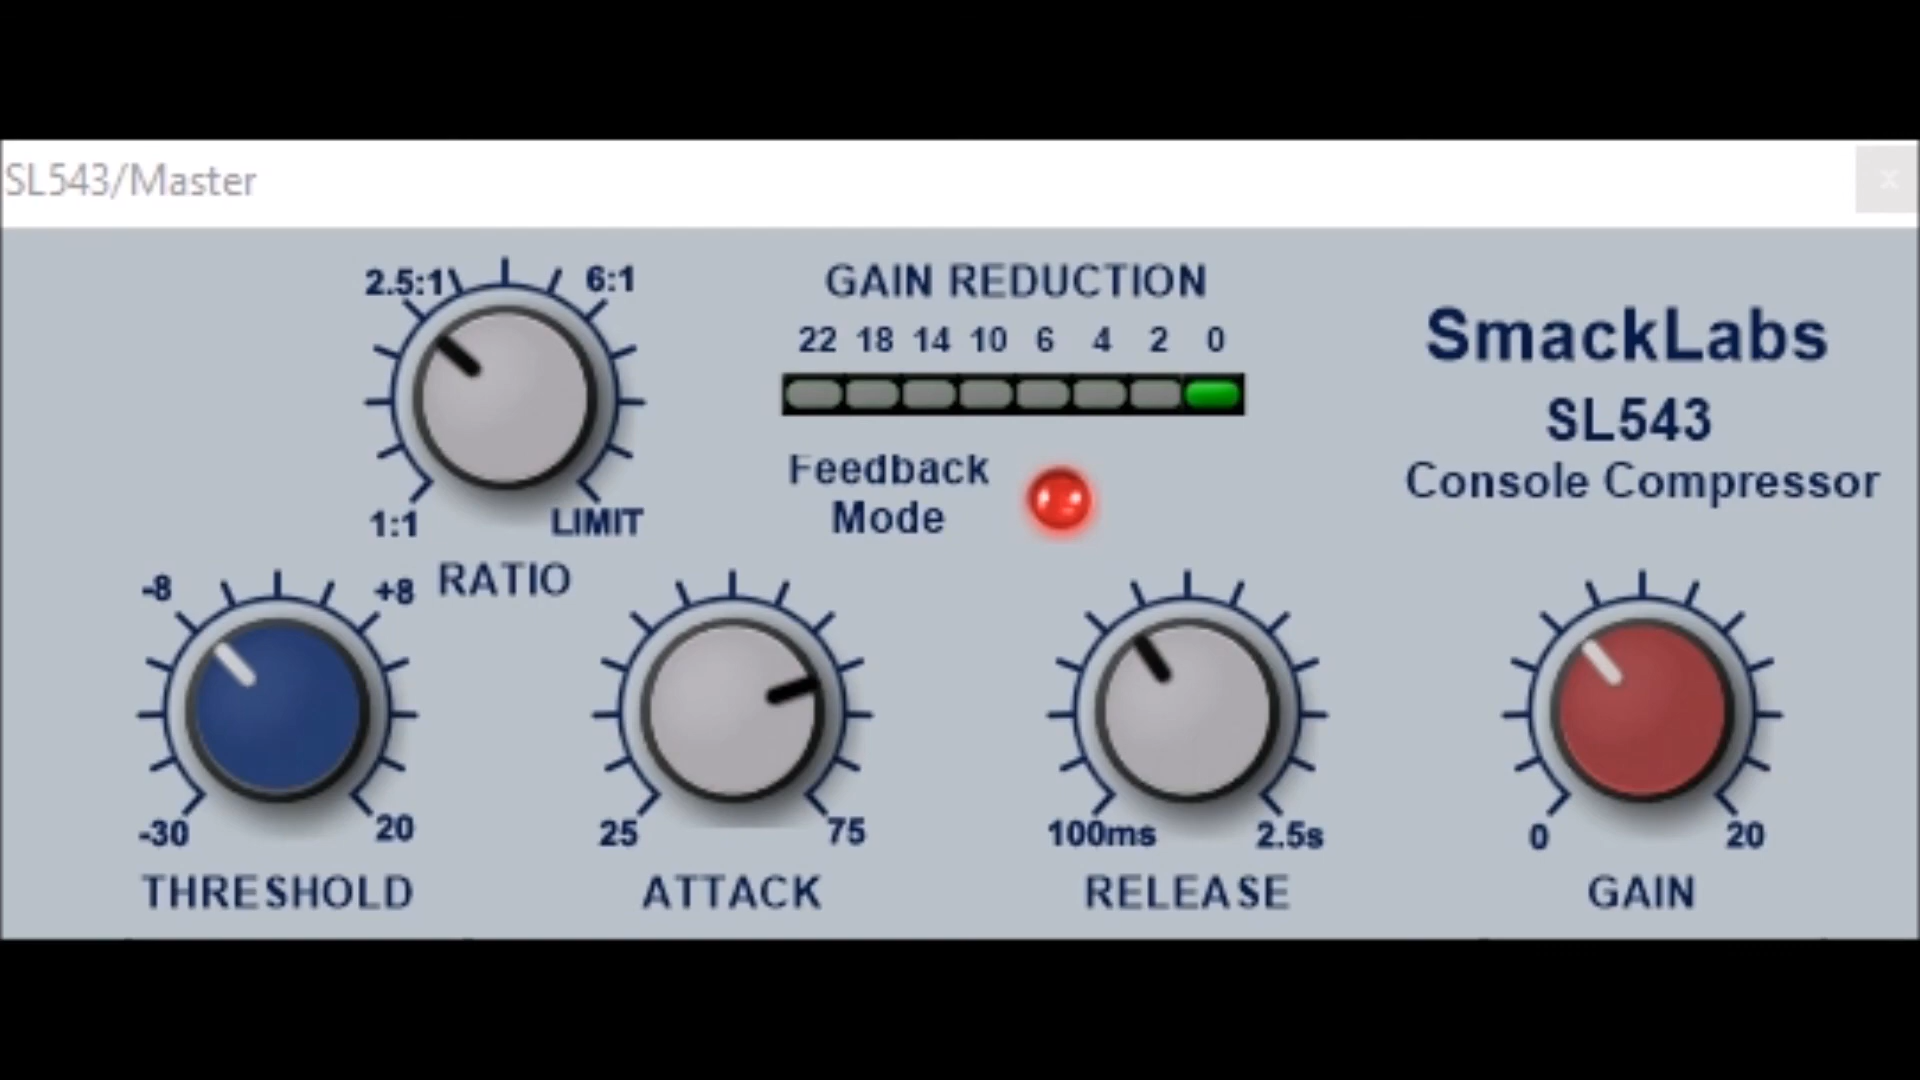 SL543/Master
x
2.5:1
6:1
1:1
LIMIT
RATIO
GAIN REDUCTION
22 18 14 10 6 4 2 0
Feedback
Mode
SmackLabs
SL543
Console Compressor
-8
+8
-30
20
THRESHOLD
25
75
ATTACK
100ms
2.5s
RELEASE
0
20
GAIN